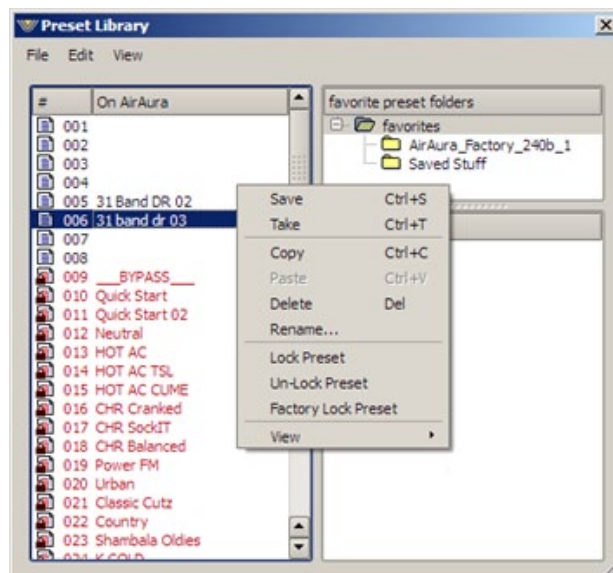 Preset Library
File Edit View
# On AirAura
001
002
003
004
005 31 Band DR 02
006 31 band dr 03
007
008
009 ___BYPASS___
010 Quick Start
011 Quick Start 02
012 Neutral
013 HOT AC
014 HOT AC TSL
015 HOT AC CUME
016 CHR Cranked
017 CHR SockIT
018 CHR Balanced
019 Power FM
020 Urban
021 Classic Cutz
022 Country
023 Shambala Oldies
024 K GOLD
favorite preset folders
favorites
AirAura_Factory_240b_1
Saved Stuff
Save Ctrl+S
Take Ctrl+T
Copy Ctrl+C
Paste Ctrl+V
Delete Del
Rename...
Lock Preset
Un-Lock Preset
Factory Lock Preset
View